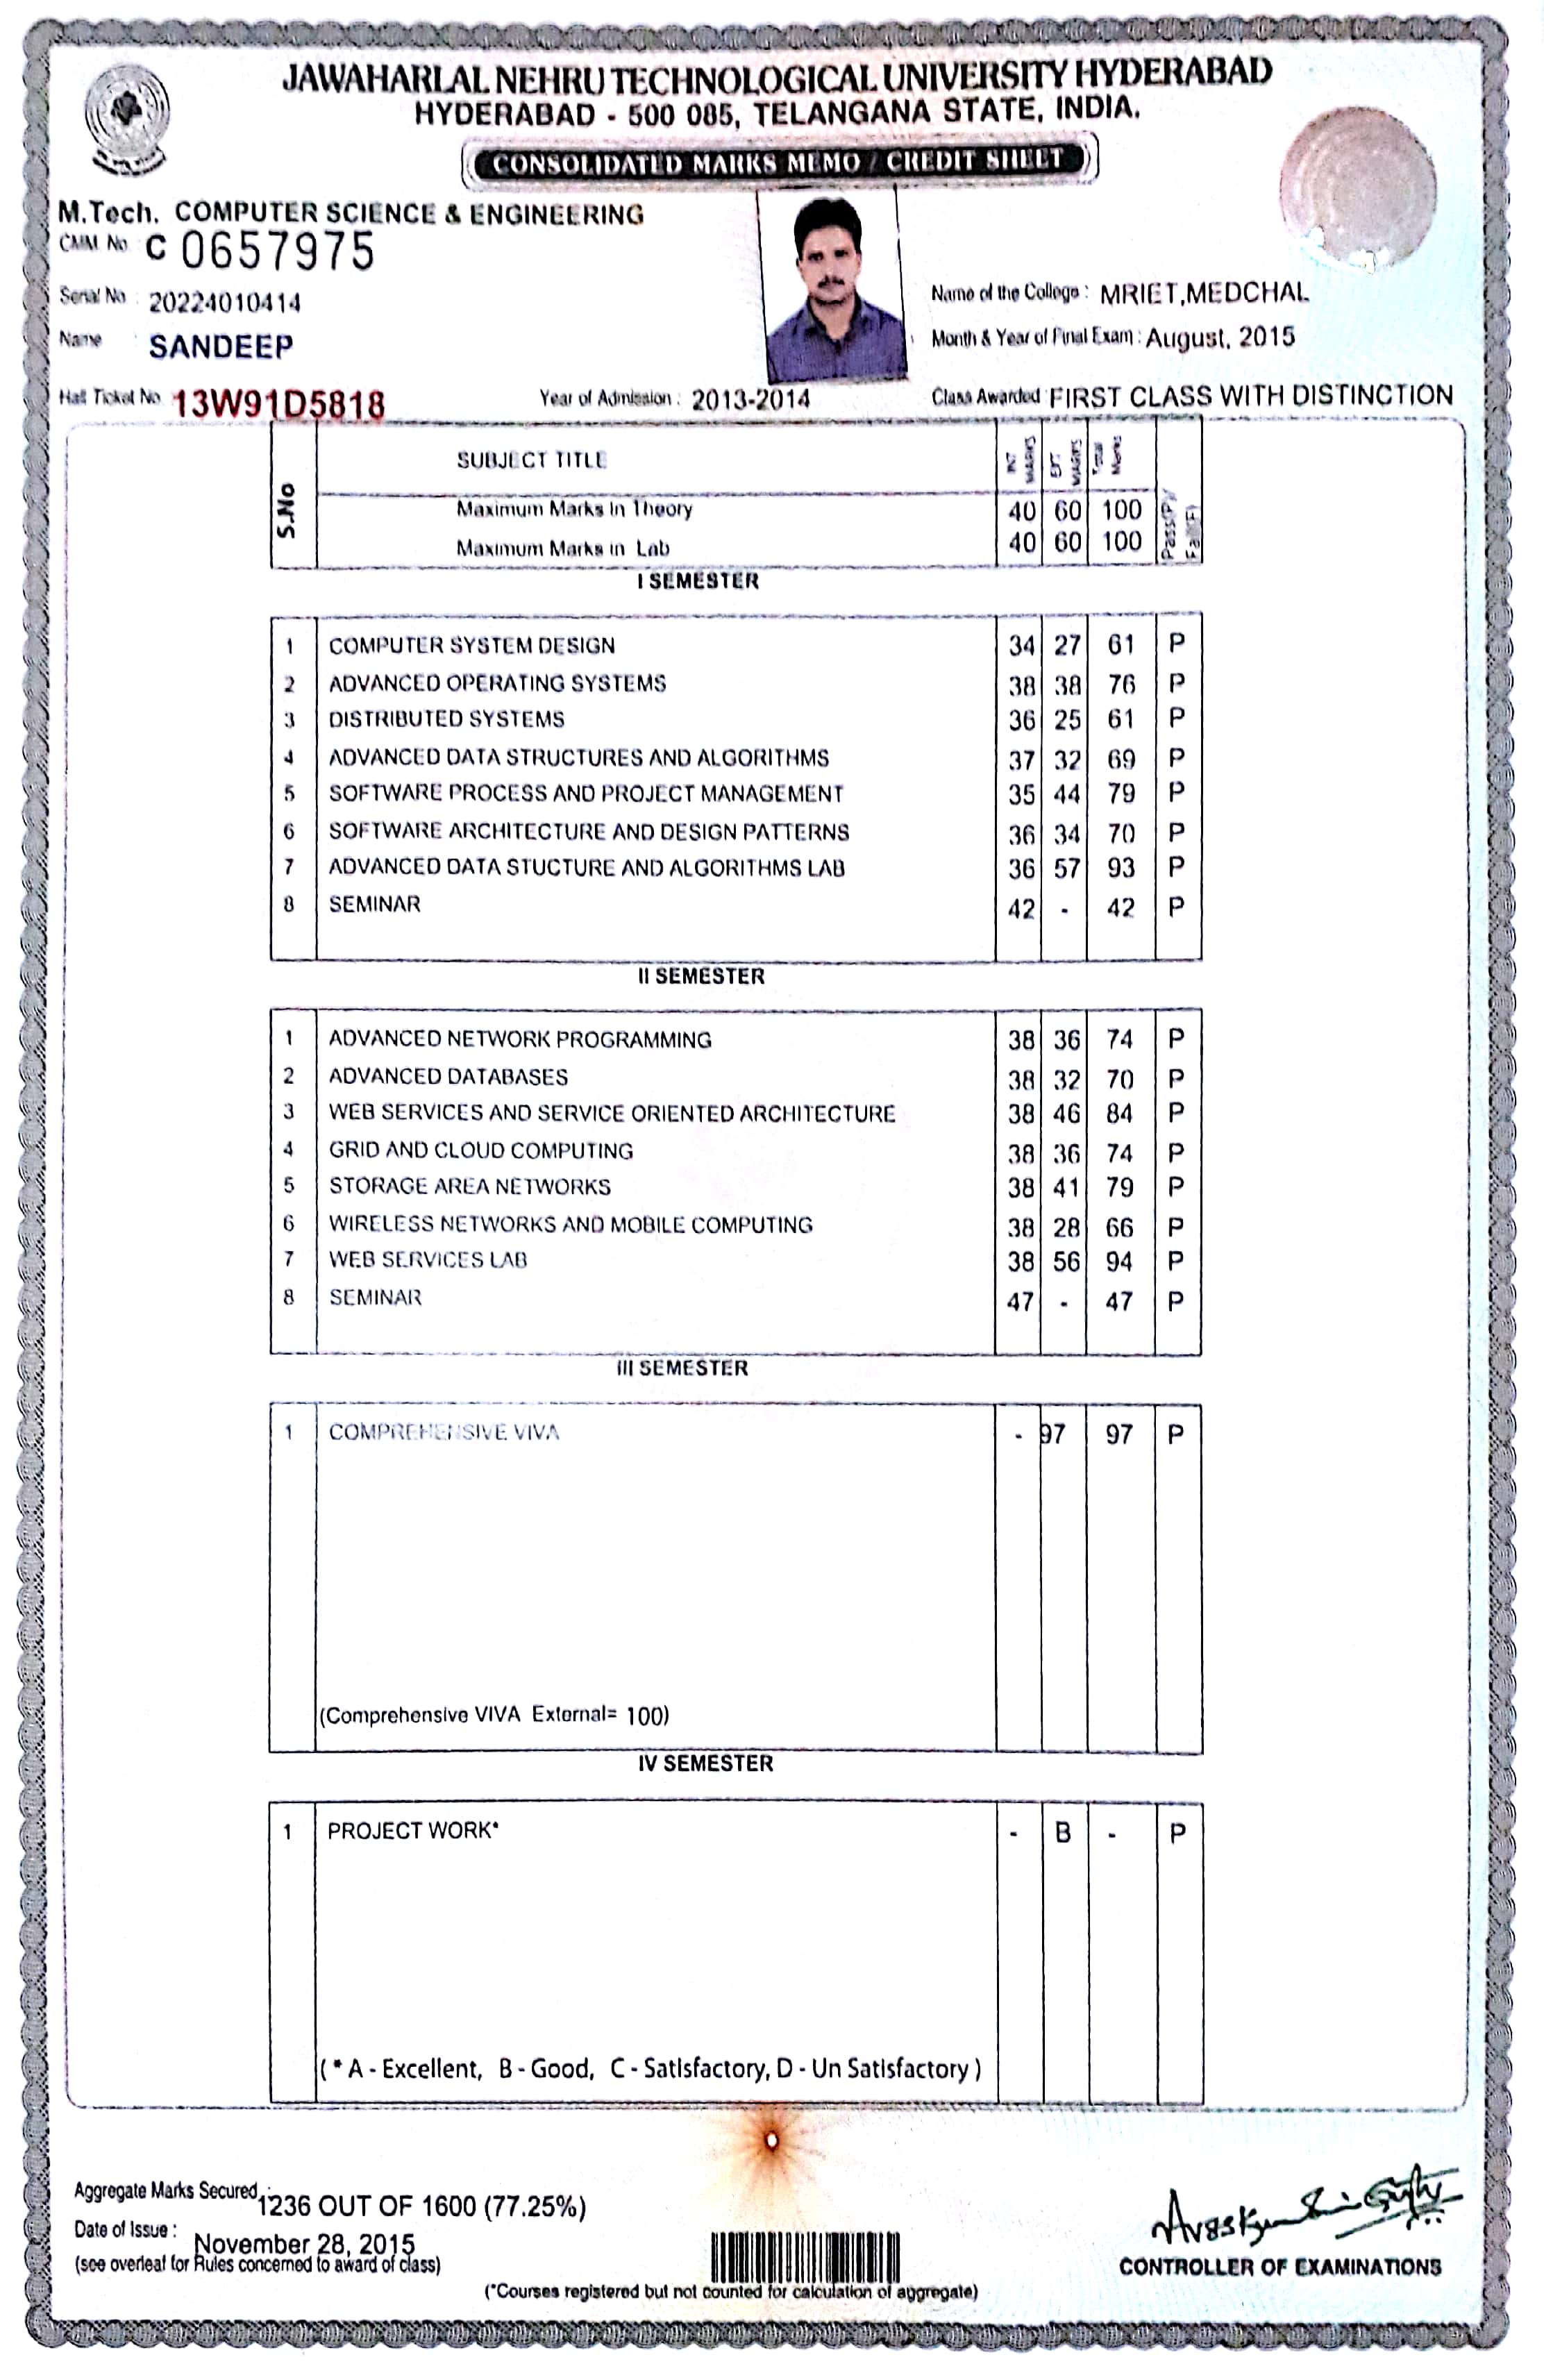 JAWAHARLAL NEHRU TECHNOLOGICAL UNIVERSITY HYDERABAD
HYDERABAD - 500 085, TELANGANA STATE, INDIA.
CONSOLIDATED MARKS MEMO / CREDIT SHEET
M.Tech. COMPUTER SCIENCE & ENGINEERING
CMM. No. C 0657975
Serial No : 20224010414
Name of the College : MRIET,MEDCHAL
Name : SANDEEP
Month & Year of Final Exam : August, 2015
Hall Ticket No. 13W91D5818 Year of Admission : 2013-2014 Class Awarded FIRST CLASS WITH DISTINCTION
S.No SUBJECT TITLE INT MARKS EXT MARKS Total Marks Pass(P)/ Fail(F)
Maximum Marks In Theory 40 60 100
Maximum Marks in Lab 40 60 100
I SEMESTER
1 COMPUTER SYSTEM DESIGN 34 27 61 P
2 ADVANCED OPERATING SYSTEMS 38 38 76 P
3 DISTRIBUTED SYSTEMS 36 25 61 P
4 ADVANCED DATA STRUCTURES AND ALGORITHMS 37 32 69 P
5 SOFTWARE PROCESS AND PROJECT MANAGEMENT 35 44 79 P
6 SOFTWARE ARCHITECTURE AND DESIGN PATTERNS 36 34 70 P
7 ADVANCED DATA STUCTURE AND ALGORITHMS LAB 36 57 93 P
8 SEMINAR 42 - 42 P
II SEMESTER
1 ADVANCED NETWORK PROGRAMMING 38 36 74 P
2 ADVANCED DATABASES 38 32 70 P
3 WEB SERVICES AND SERVICE ORIENTED ARCHITECTURE 38 46 84 P
4 GRID AND CLOUD COMPUTING 38 36 74 P
5 STORAGE AREA NETWORKS 38 41 79 P
6 WIRELESS NETWORKS AND MOBILE COMPUTING 38 28 66 P
7 WEB SERVICES LAB 38 56 94 P
8 SEMINAR 47 - 47 P
III SEMESTER
1 COMPREHENSIVE VIVA - 97 97 P
(Comprehensive VIVA External= 100)
IV SEMESTER
1 PROJECT WORK* - B - P
( * A - Excellent, B - Good, C - Satisfactory, D - Un Satisfactory )
Aggregate Marks Secured : 1236 OUT OF 1600 (77.25%)
Date of Issue : November 28, 2015
(see overleaf for Rules concerned to award of class)
CONTROLLER OF EXAMINATIONS
(*Courses registered but not counted for calculation of aggregate)